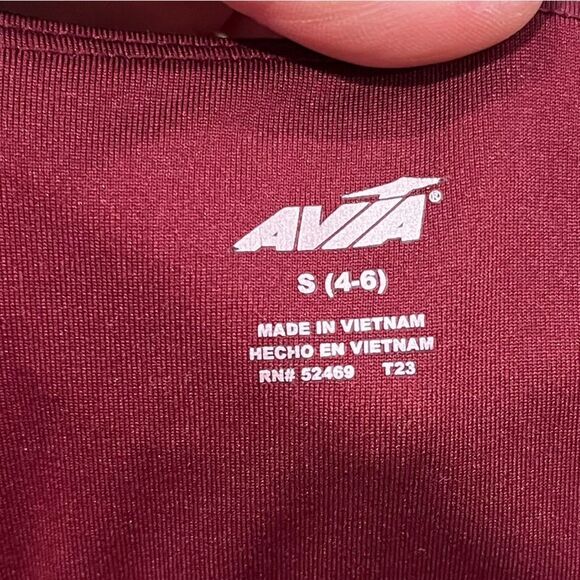 AVIA®
S (4-6)
MADE IN VIETNAM
HECHO EN VIETNAM
RN# 52469 T23